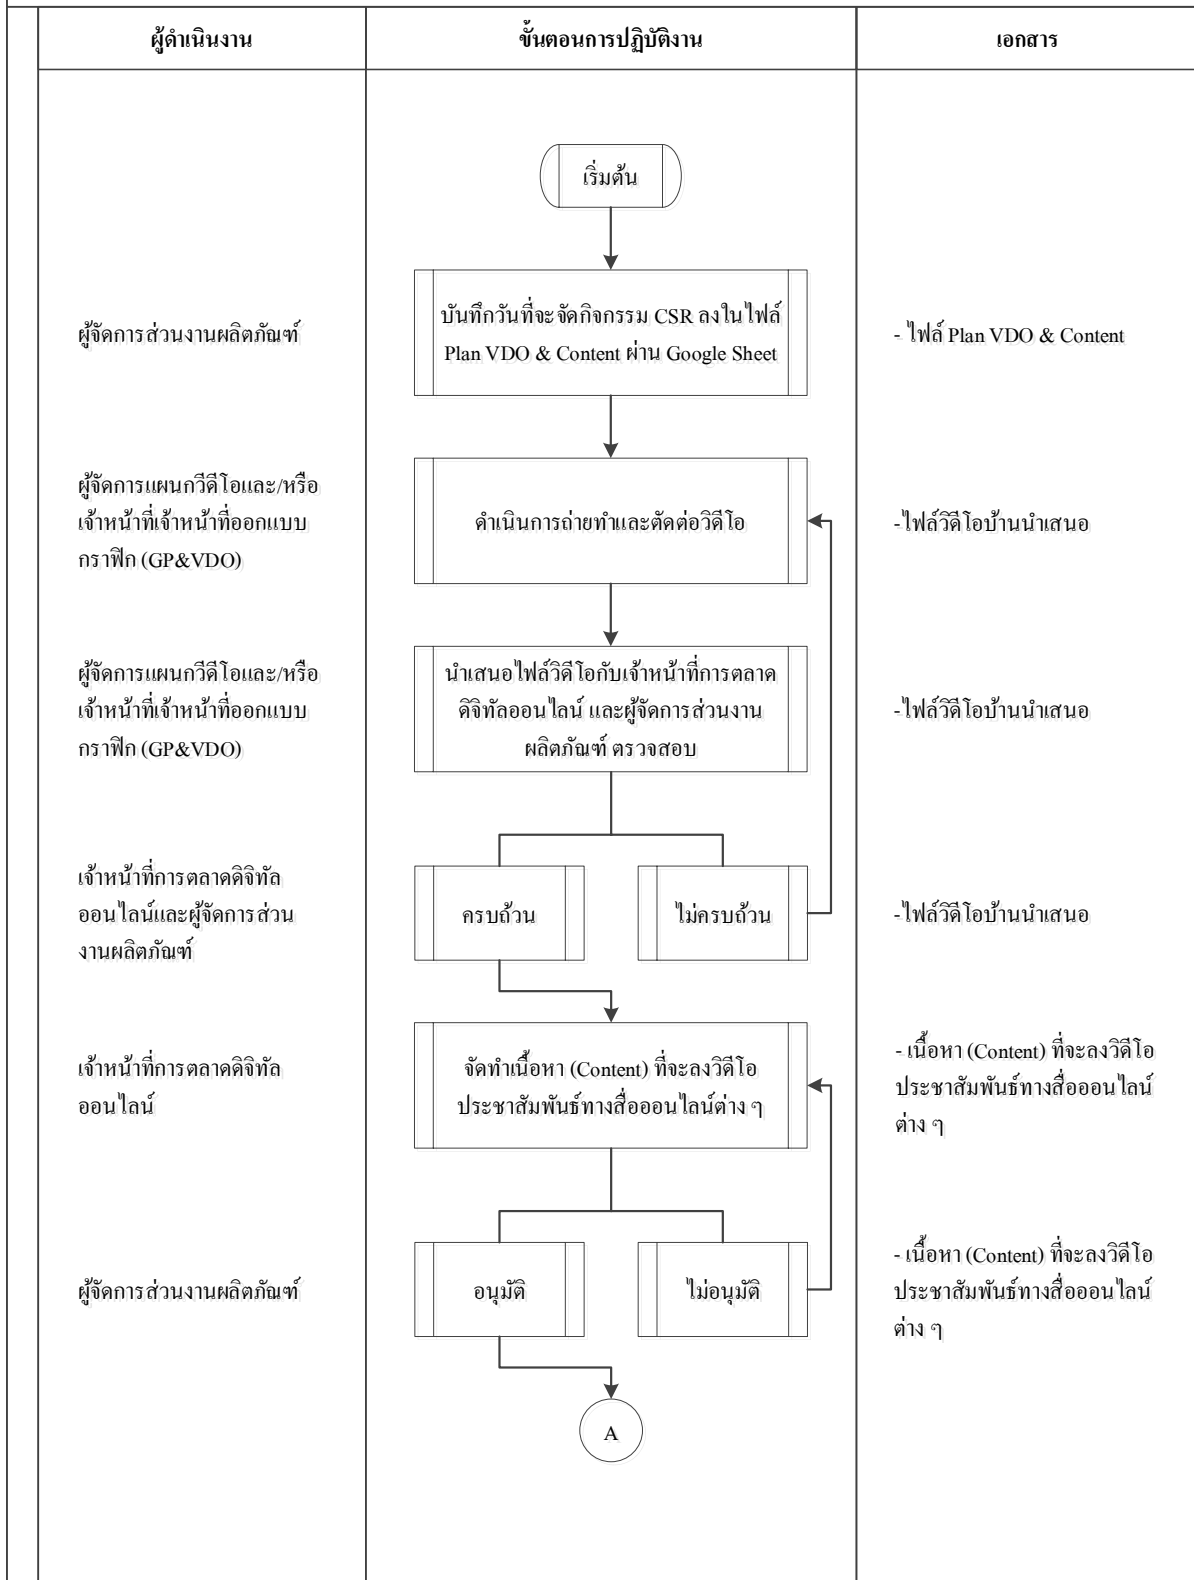 ผู้ดำเนินงาน
ขั้นตอนการปฏิบัติงาน
เอกสาร
เริ่มต้น
ผู้จัดการส่วนงานผลิตภัณฑ์
บันทึกวันที่จะจัดกิจกรรม CSR ลงในไฟล์
Plan VDO & Content ผ่าน Google Sheet
- ไฟล์ Plan VDO & Content
ผู้จัดการแผนกวีดีโอและ/หรือ
เจ้าหน้าที่เจ้าหน้าที่ออกแบบ
กราฟิก (GP&VDO)
ดำเนินการถ่ายทำและตัดต่อวิดีโอ
-ไฟล์วิดีโอบ้านนำเสนอ
ผู้จัดการแผนกวีดีโอและ/หรือ
เจ้าหน้าที่เจ้าหน้าที่ออกแบบ
กราฟิก (GP&VDO)
นำเสนอไฟล์วิดีโอกับเจ้าหน้าที่การตลาด
ดิจิทัลออนไลน์ และผู้จัดการส่วนงาน
ผลิตภัณฑ์ ตรวจสอบ
-ไฟล์วิดีโอบ้านนำเสนอ
เจ้าหน้าที่การตลาดดิจิทัล
ออนไลน์และผู้จัดการส่วน
งานผลิตภัณฑ์
ครบถ้วน
ไม่ครบถ้วน
-ไฟล์วิดีโอบ้านนำเสนอ
เจ้าหน้าที่การตลาดดิจิทัล
ออนไลน์
จัดทำเนื้อหา (Content) ที่จะลงวิดีโอ
ประชาสัมพันธ์ทางสื่อออนไลน์ต่าง ๆ
- เนื้อหา (Content) ที่จะลงวิดีโอ
ประชาสัมพันธ์ทางสื่อออนไลน์
ต่าง ๆ
ผู้จัดการส่วนงานผลิตภัณฑ์
อนุมัติ
ไม่อนุมัติ
- เนื้อหา (Content) ที่จะลงวิดีโอ
ประชาสัมพันธ์ทางสื่อออนไลน์
ต่าง ๆ
A